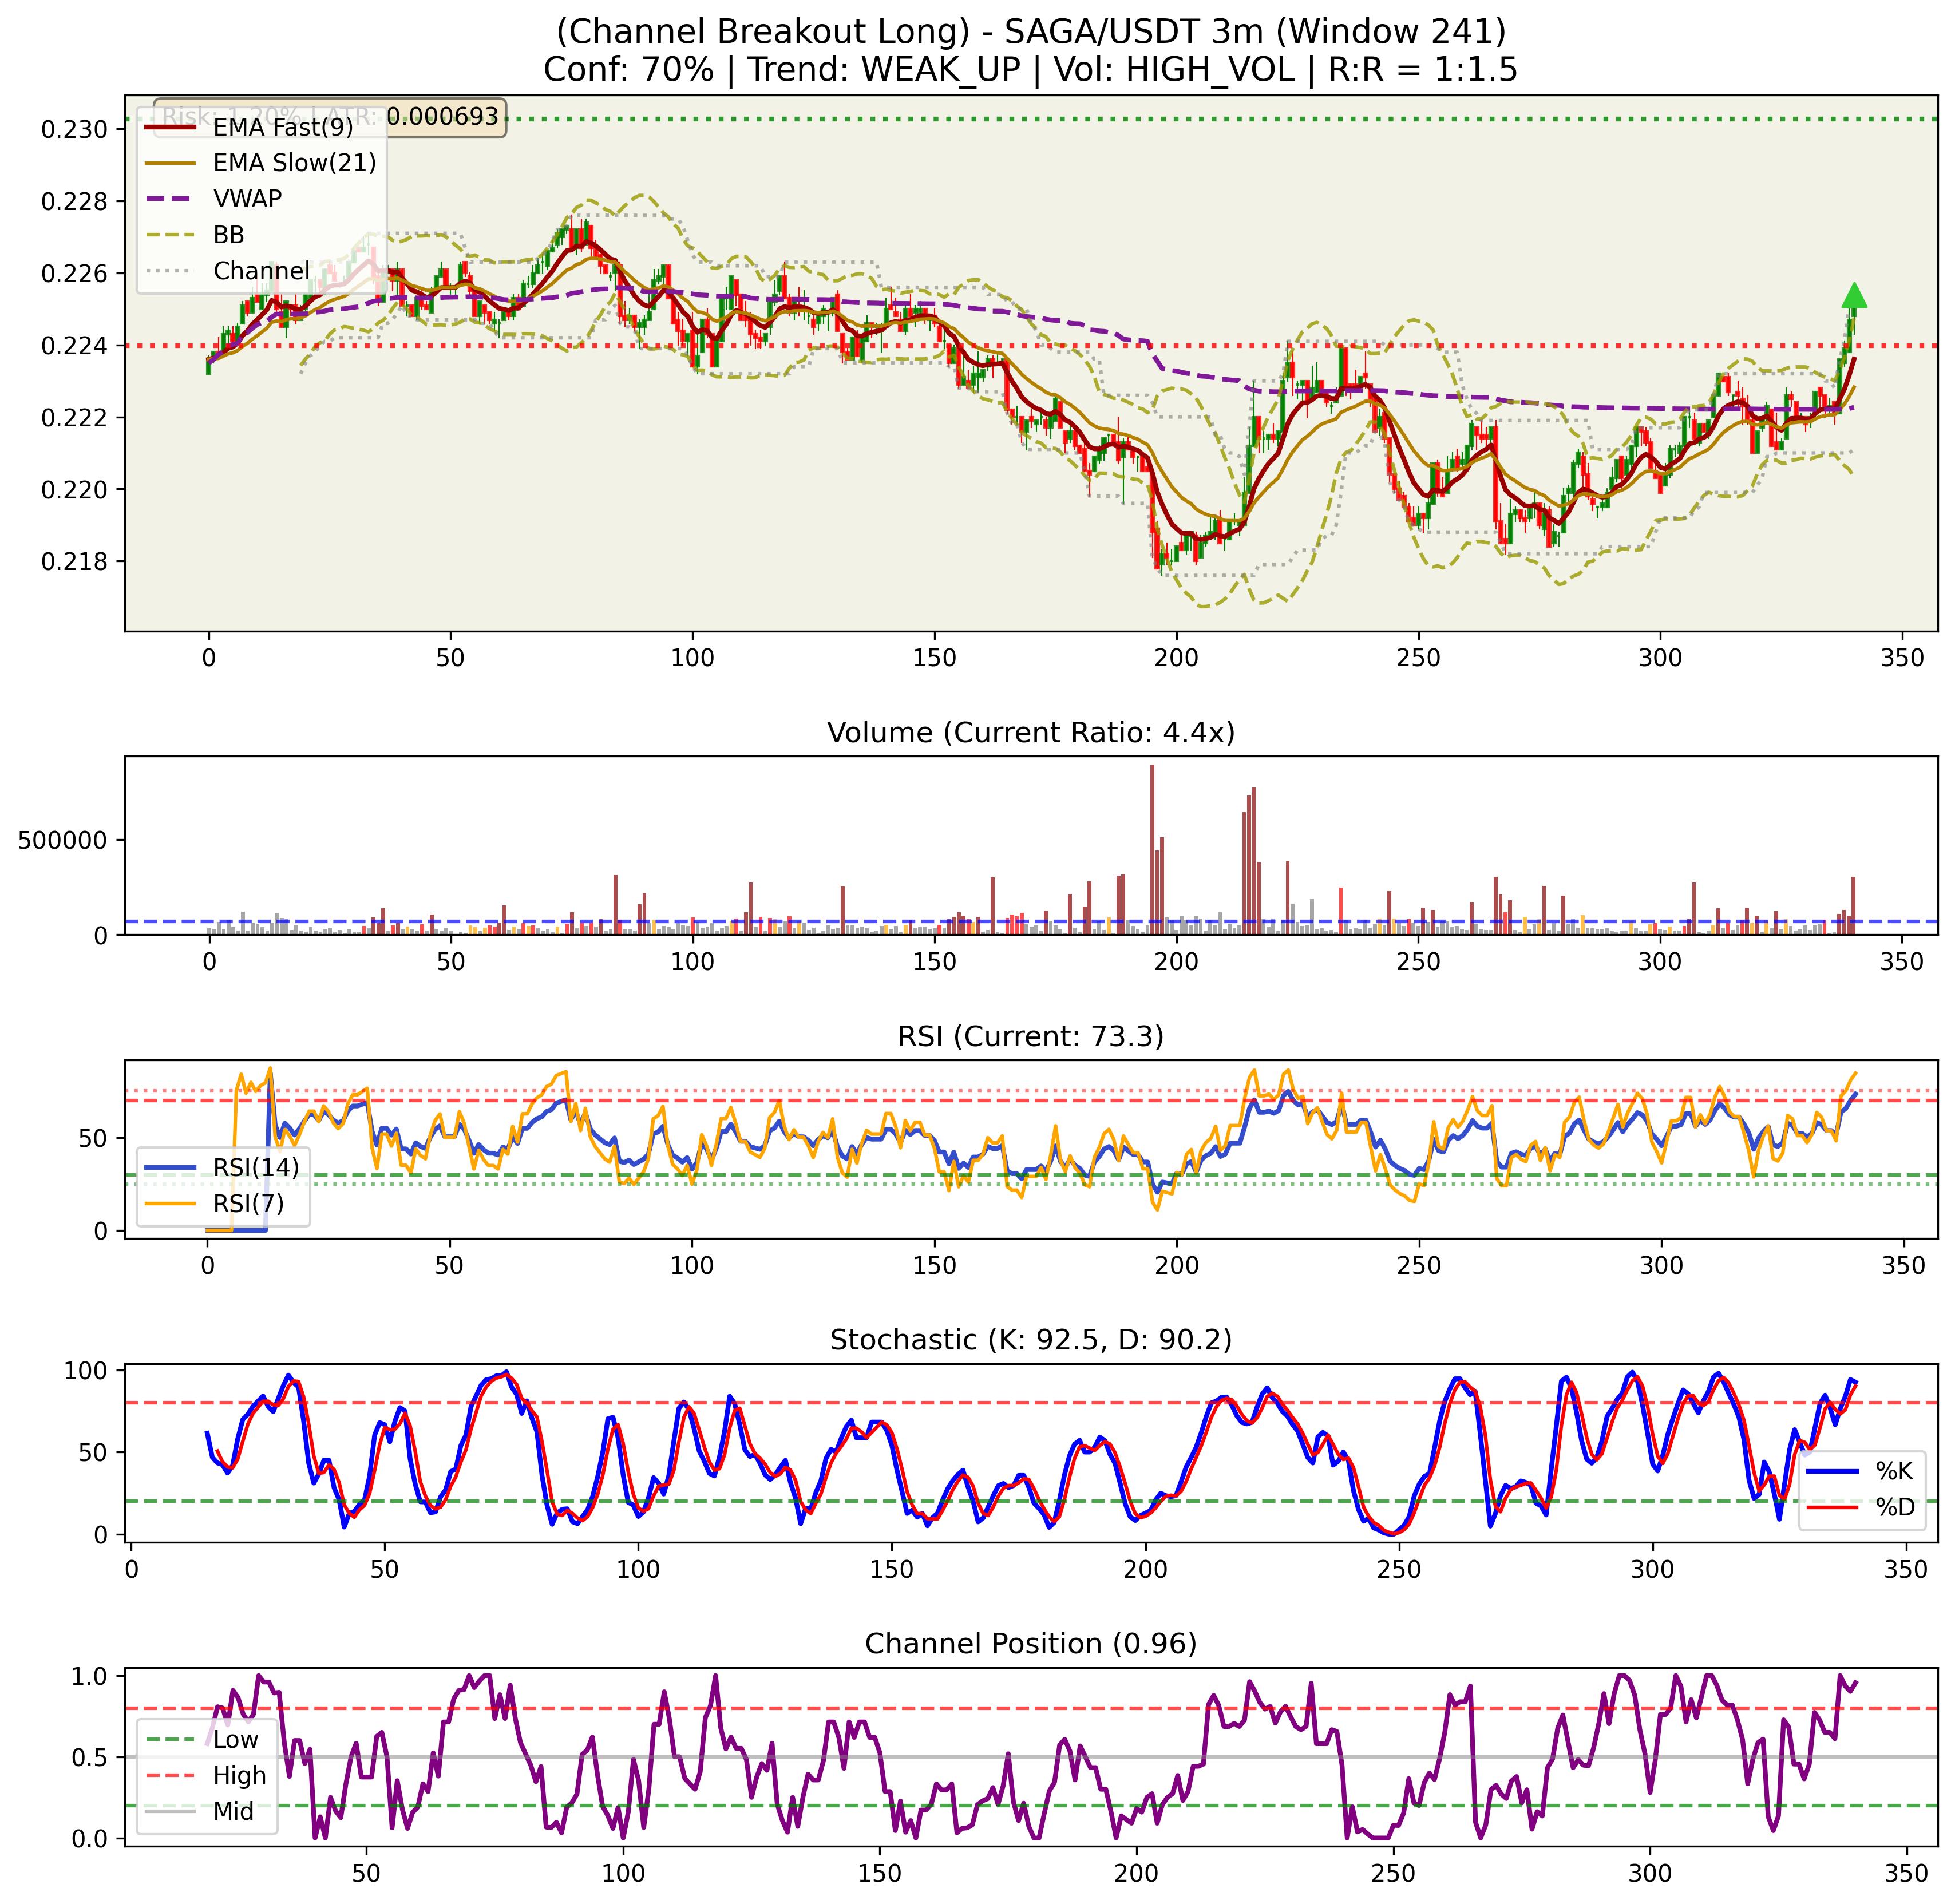 (Channel Breakout Long) - SAGA/USDT 3m (Window 241)
Conf: 70% | Trend: WEAK_UP | Vol: HIGH_VOL | R:R = 1:1.5
Risk: 1.20% | ATR: 0.000693
EMA Fast(9)
EMA Slow(21)
VWAP
BB
Channel
0.230
0.228
0.226
0.224
0.222
0.220
0.218
0 50 100 150 200 250 300 350
Volume (Current Ratio: 4.4x)
500000
0
0 50 100 150 200 250 300 350
RSI (Current: 73.3)
50
0
RSI(14)
RSI(7)
0 50 100 150 200 250 300 350
Stochastic (K: 92.5, D: 90.2)
100
50
0
%K
%D
0 50 100 150 200 250 300 350
Channel Position (0.96)
1.0
0.5
0.0
Low
High
Mid
50 100 150 200 250 300 350